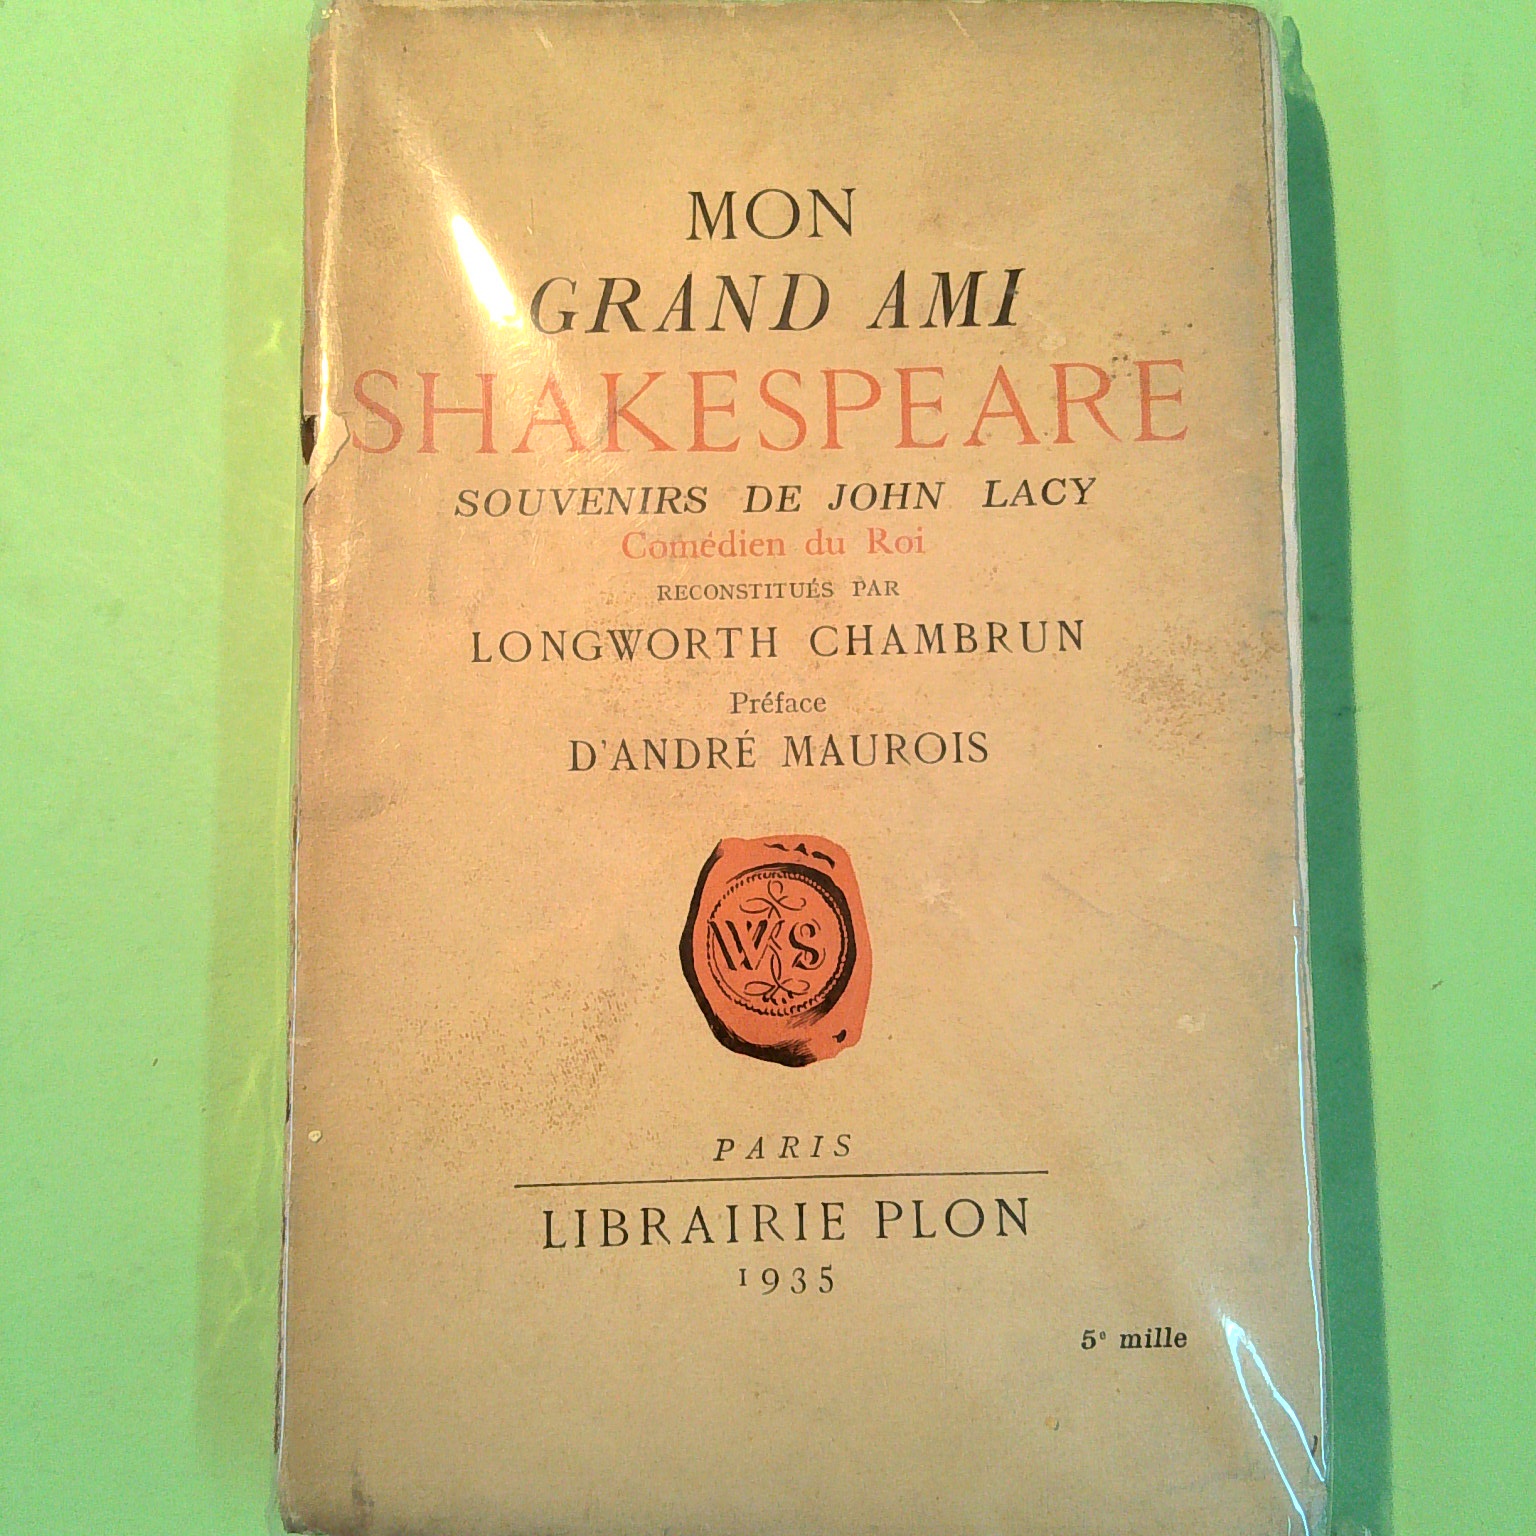 MON
GRAND AMI
SHAKESPEARE
SOUVENIRS DE JOHN LACY
Comédien du Roi
RECONSTITUÉS PAR
LONGWORTH CHAMBRUN
Préface
D'ANDRÉ MAUROIS
WS
PARIS
LIBRAIRIE PLON
1935
5e mille